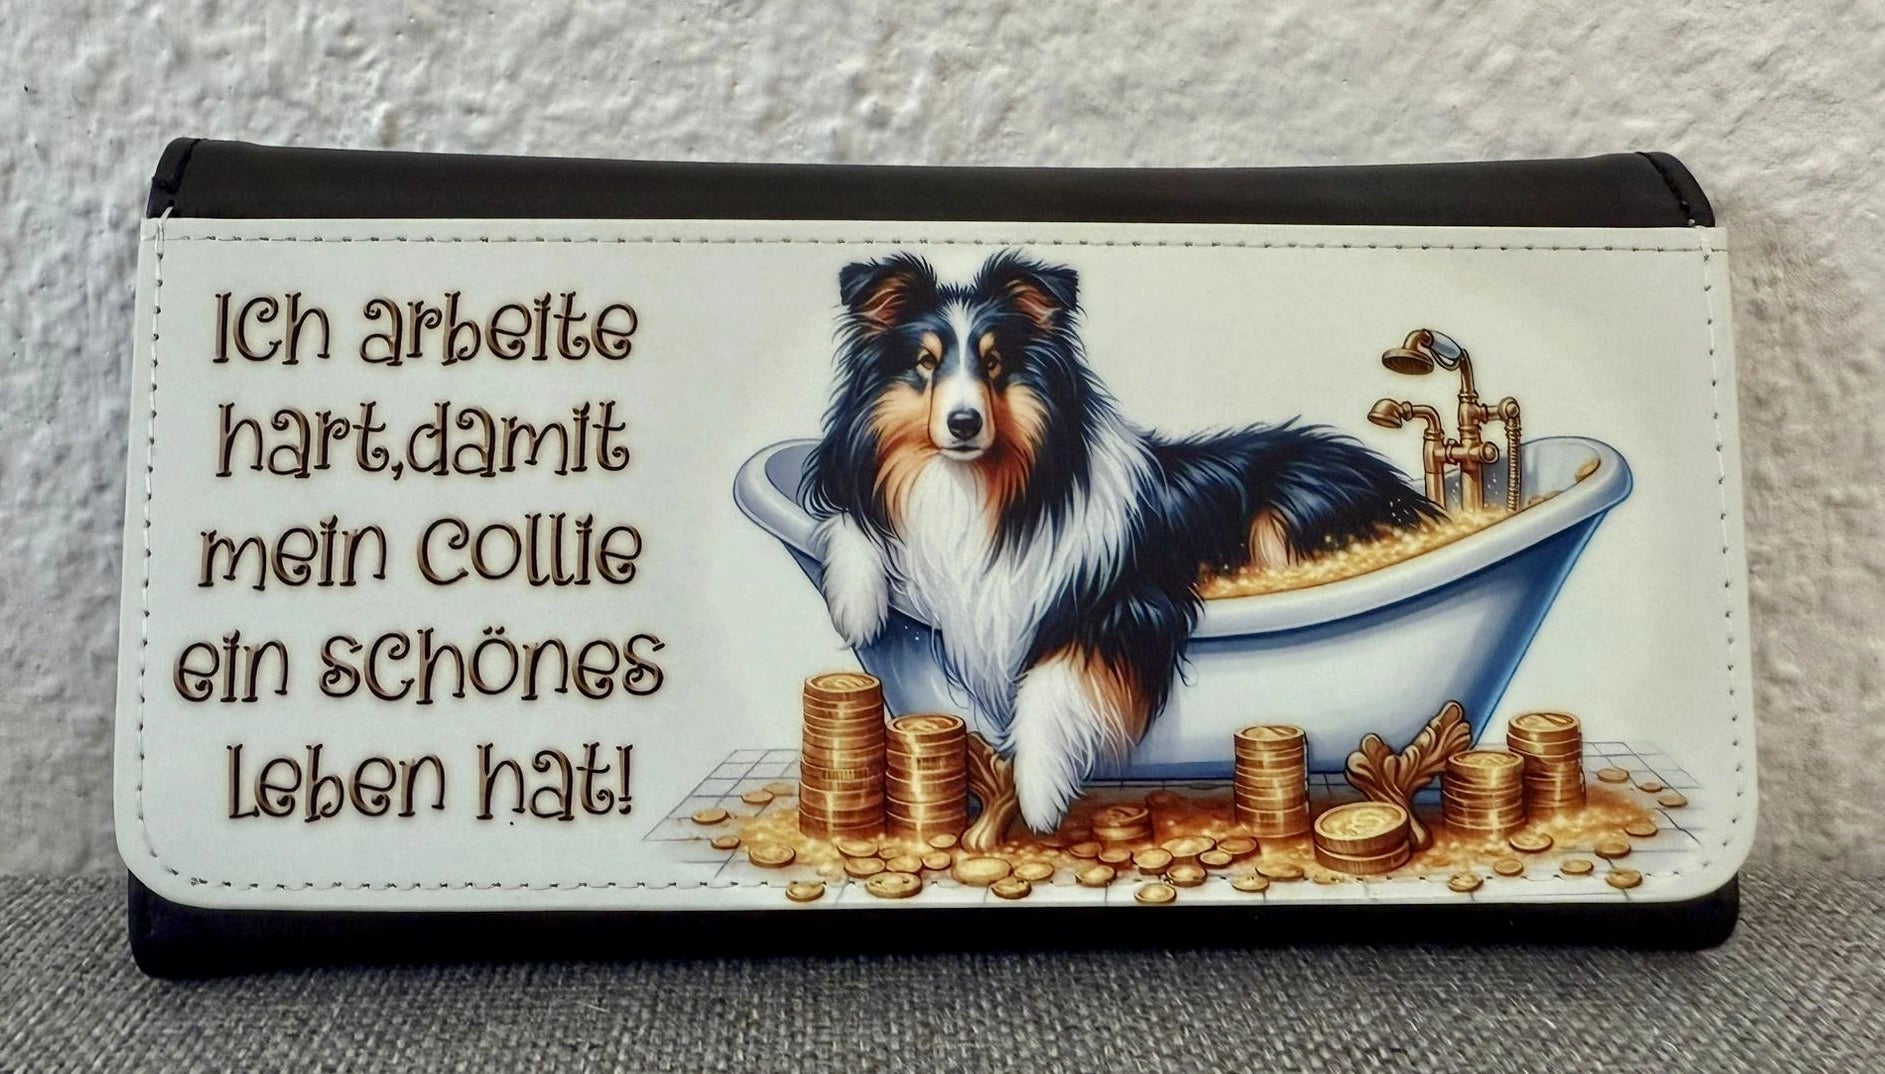 Ich arbeite
hart,damit
mein Collie
ein schönes
Leben hat!